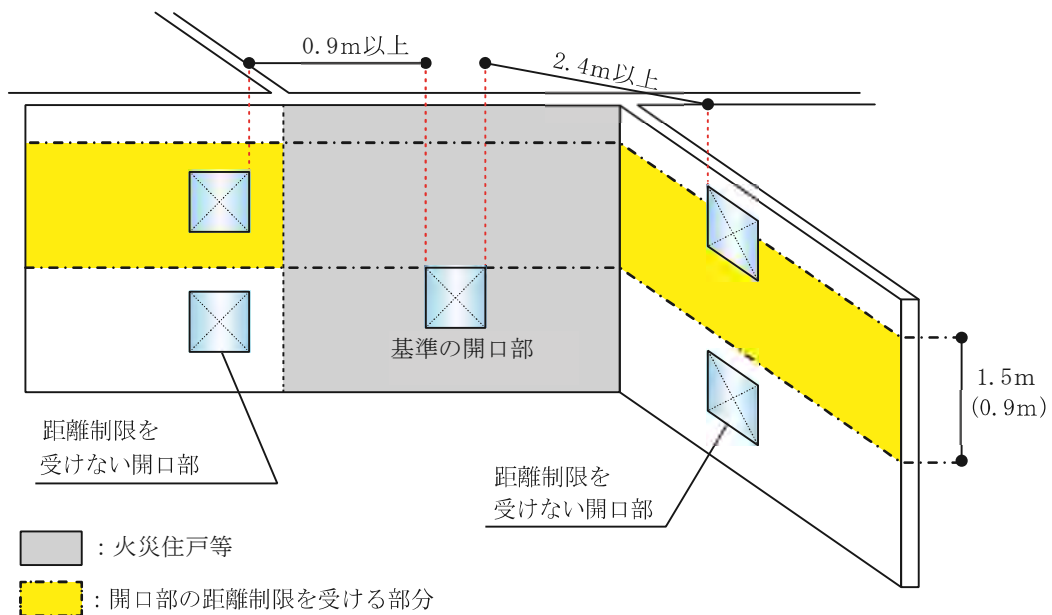 0.9m以上
2.4m以上
基準の開口部
1.5m
(0.9m)
距離制限を
受けない開口部
距離制限を
受けない開口部
:火災住戸等
:開口部の距離制限を受ける部分